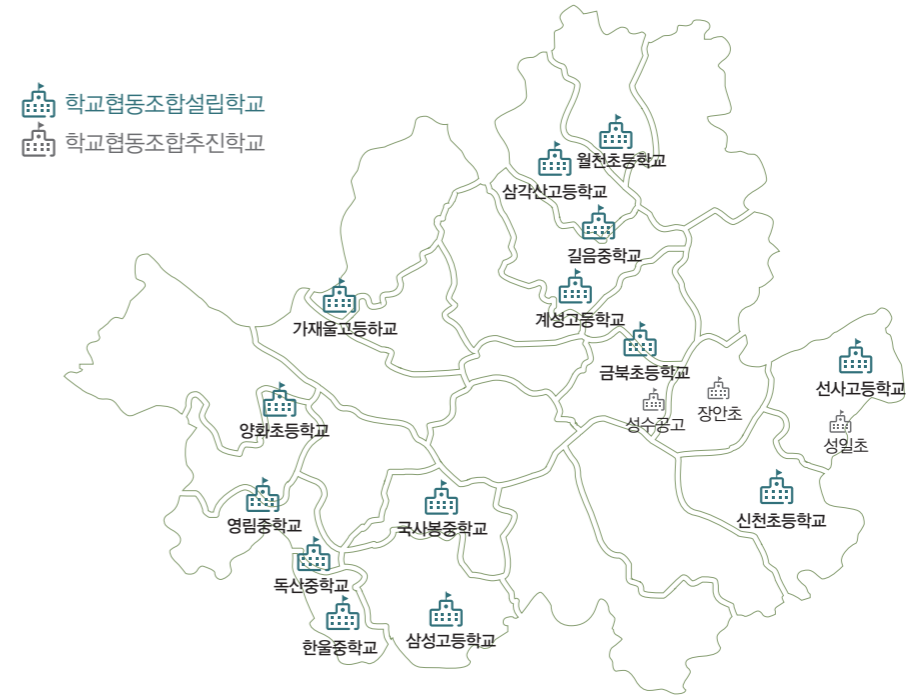 학교협동조합설립학교
학교협동조합추진학교
월천초등학교
삼각산고등학교
길음중학교
계성고등학교
가재울고등하교
금북초등학교
선사고등학교
장안초
성수공고
양화초등학교
성일초
신천초등학교
영림중학교
국사봉중학교
독산중학교
한울중학교
삼성고등학교